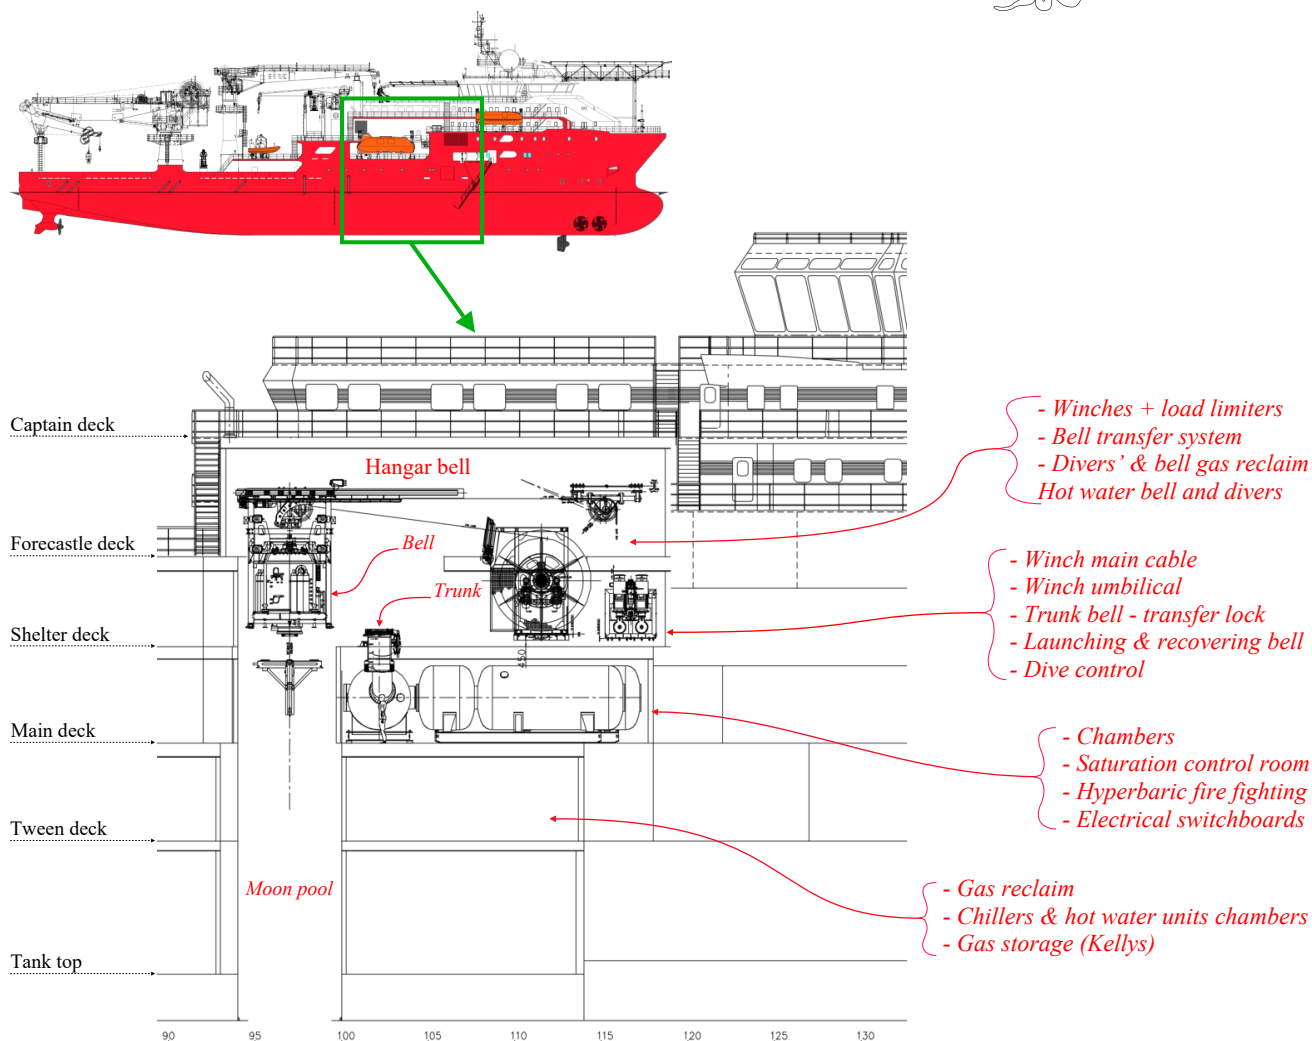 Captain deck
Hangar bell
- Winches + load limiters
- Bell transfer system
- Divers’ & bell gas reclaim
Hot water bell and divers
Forecastle deck
Bell
Trunk
- Winch main cable
- Winch umbilical
- Trunk bell - transfer lock
- Launching & recovering bell
- Dive control
Shelter deck
450
Main deck
- Chambers
- Saturation control room
- Hyperbaric fire fighting
- Electrical switchboards
Tween deck
Moon pool
- Gas reclaim
- Chillers & hot water units chambers
- Gas storage (Kellys)
Tank top
90 95 100 105 110 115 120 125 130